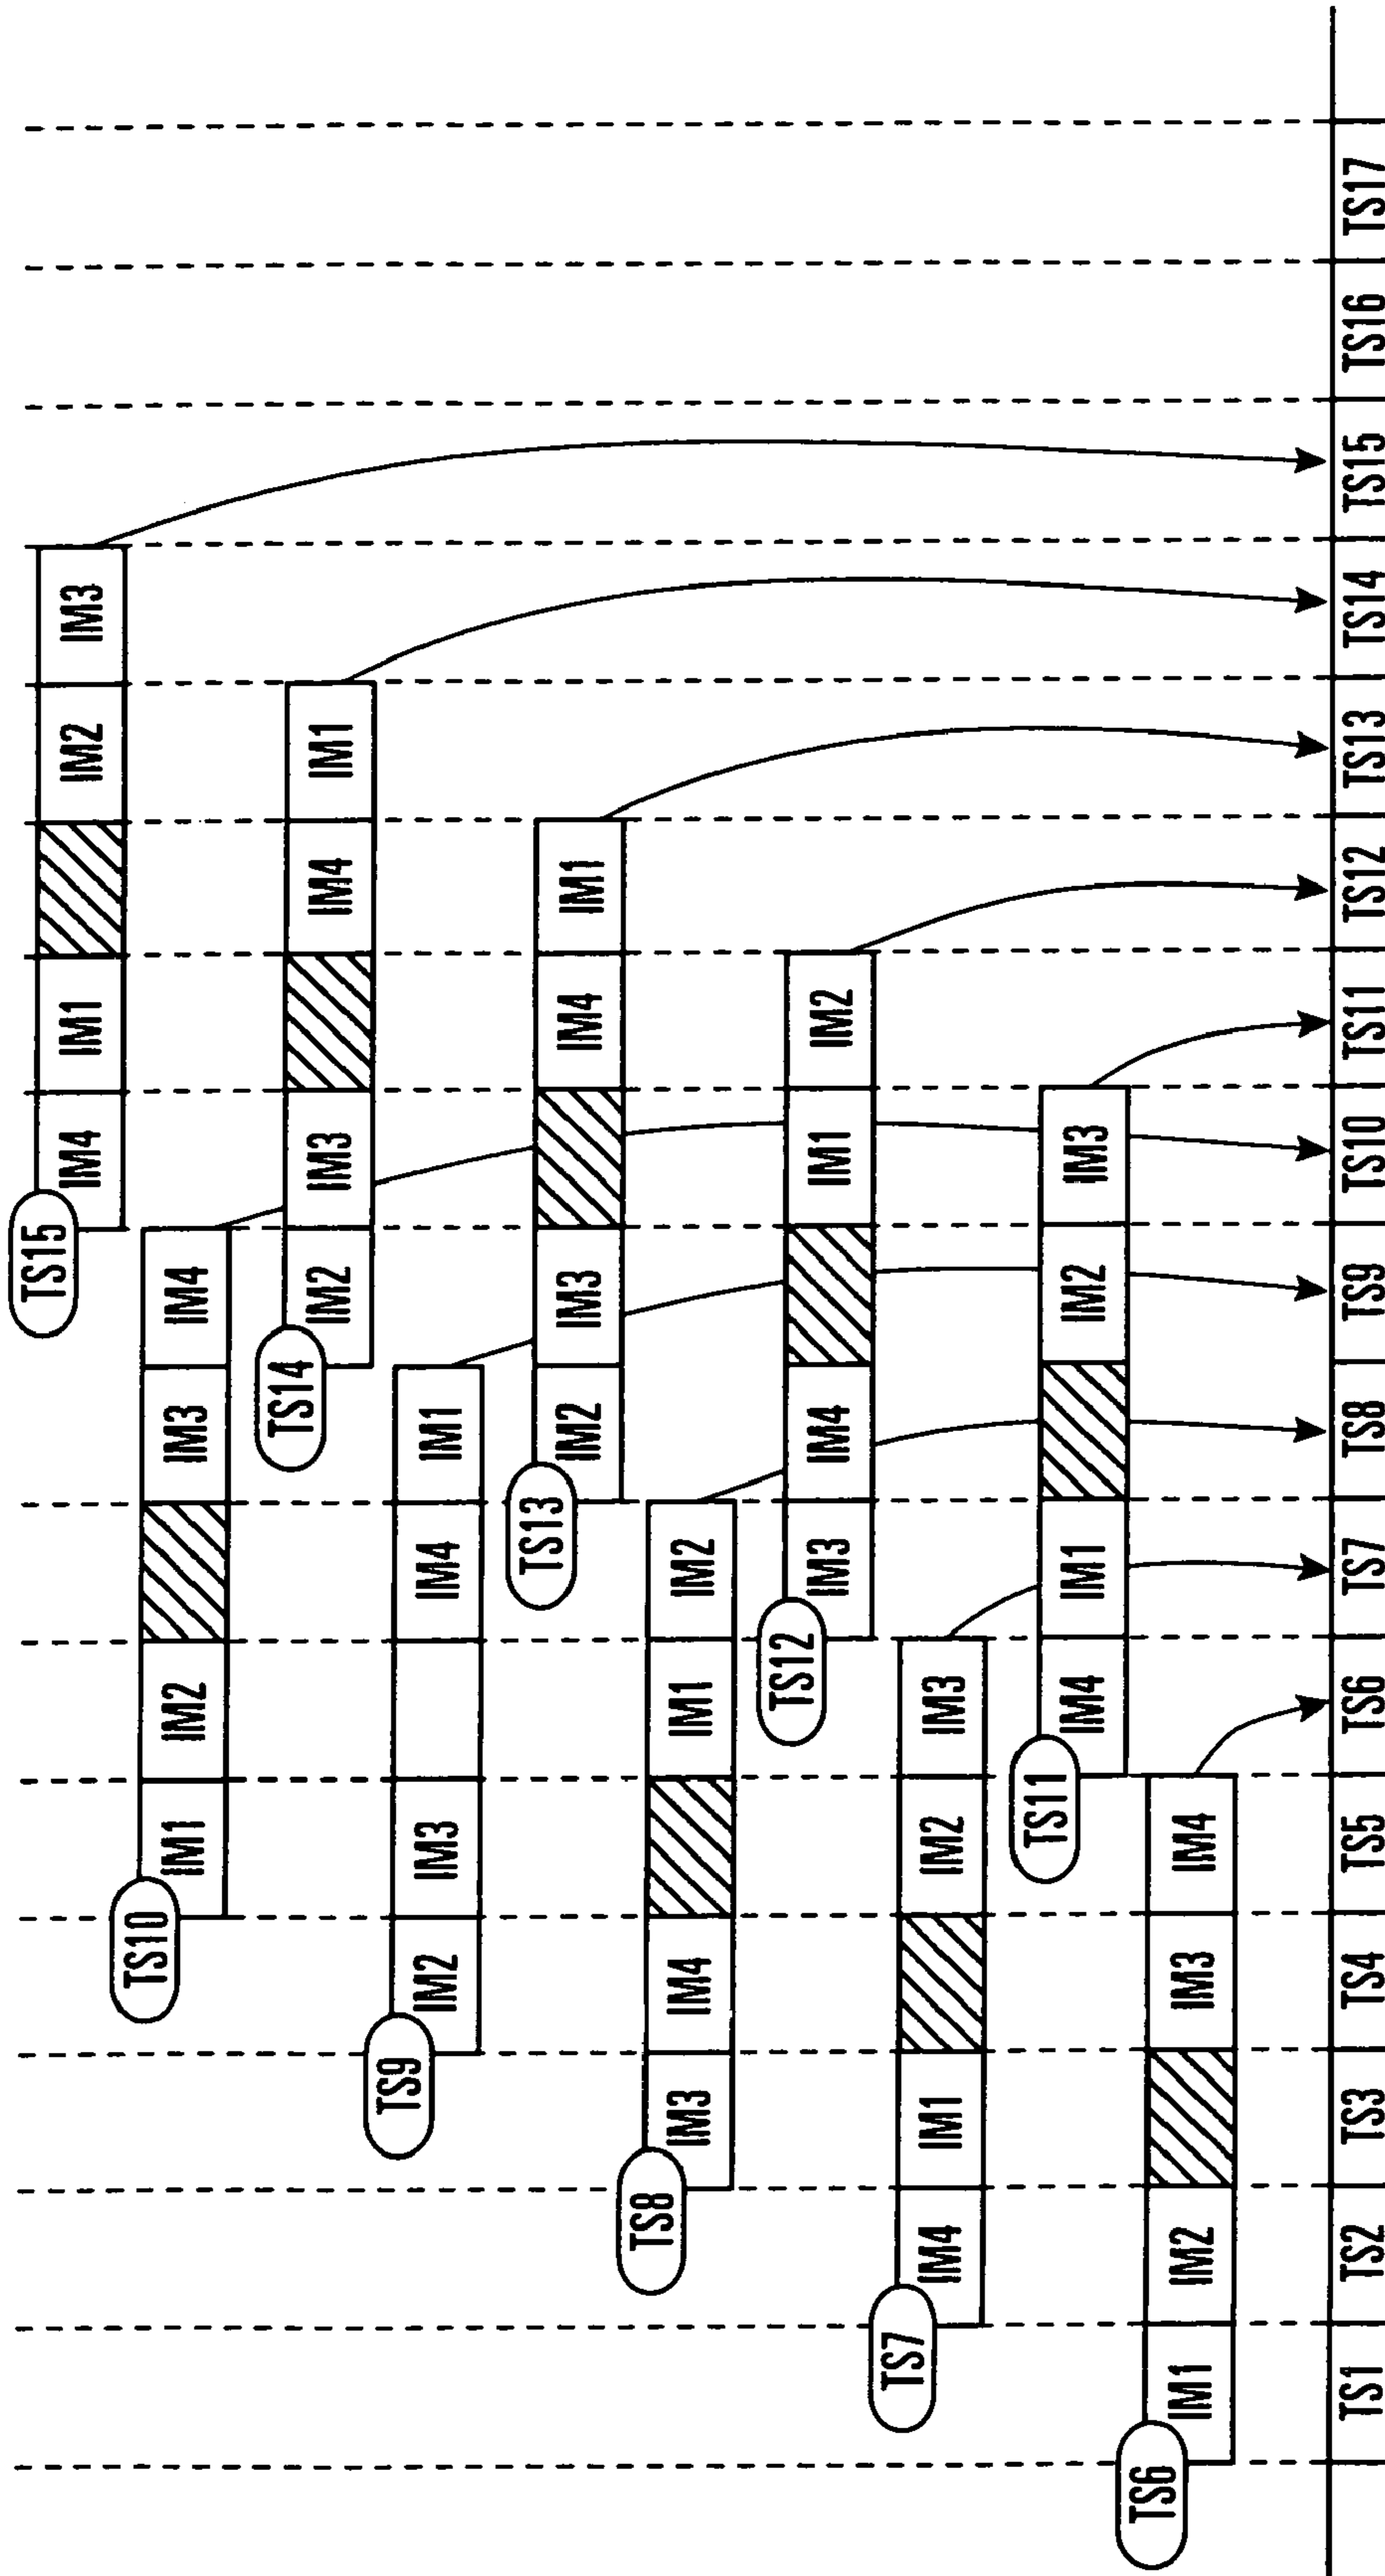 TS15
IM4 IM1 IM2 IM3
TS10
IM1 IM2 IM3 IM4
TS14
IM2 IM3 IM4 IM1
TS9
IM2 IM3 IM4 IM1
TS13
IM2 IM3 IM4 IM1
TS8
IM3 IM4 IM1 IM2
TS12
IM3 IM4 IM1 IM2
TS7
IM4 IM1 IM2 IM3
TS11
IM4 IM1 IM2 IM3
TS6
IM1 IM2 IM3 IM4
TS1 TS2 TS3 TS4 TS5 TS6 TS7 TS8 TS9 TS10 TS11 TS12 TS13 TS14 TS15 TS16 TS17